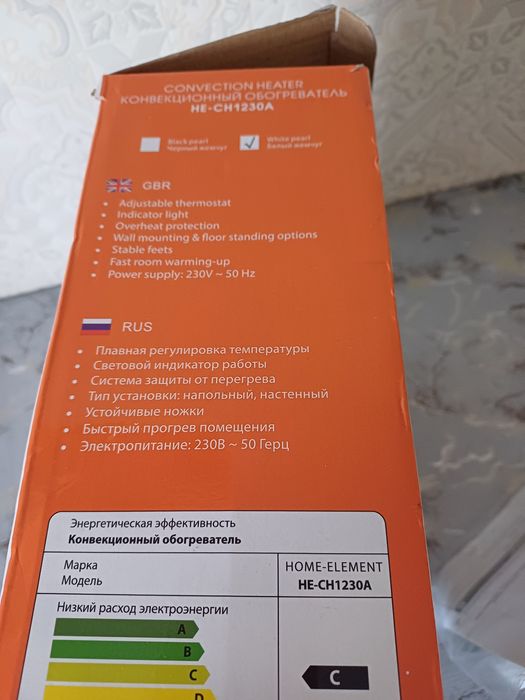 CONVECTION HEATER
КОНВЕКЦИОННЫЙ ОБОГРЕВАТЕЛЬ
HE-CH1230A
Black pearl
Черный жемчуг
White pearl
Белый жемчуг
GBR
• Adjustable thermostat
• Indicator light
• Overheat protection
• Wall mounting & floor standing options
• Stable feets
• Fast room warming-up
• Power supply: 230V ~ 50 Hz
RUS
• Плавная регулировка температуры
• Световой индикатор работы
• Система защиты от перегрева
• Тип установки: напольный, настенный
• Устойчивые ножки
• Быстрый прогрев помещения
• Электропитание: 230В ~ 50 Герц
Энергетическая эффективность
Конвекционный обогреватель
Марка HOME-ELEMENT
Модель HE-CH1230A
Низкий расход электроэнергии
A
B
C C
D